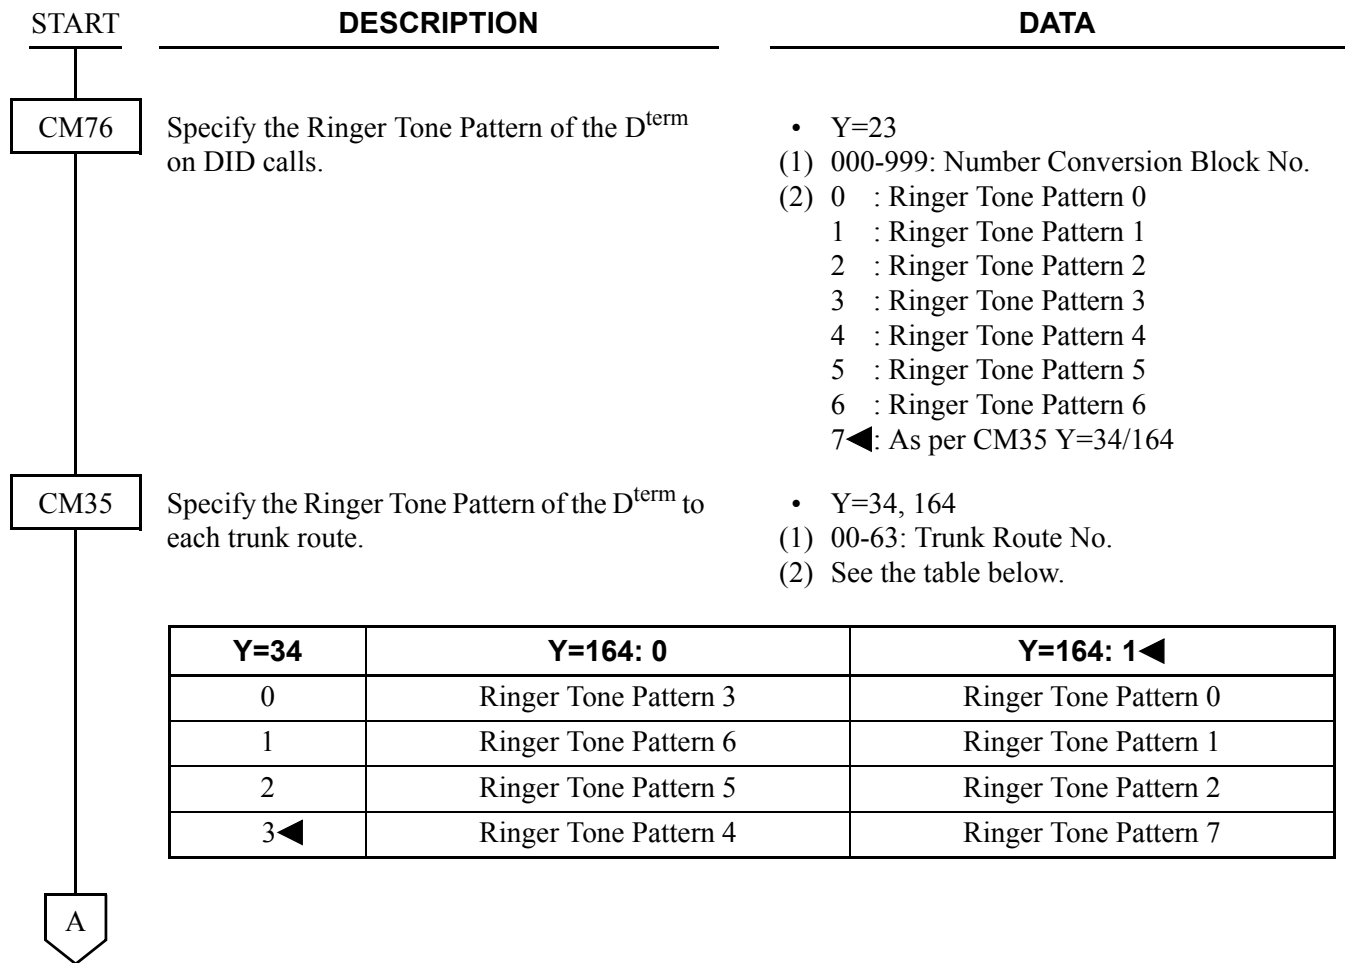 START DESCRIPTION DATA
CM76 Specify the Ringer Tone Pattern of the Dterm • Y=23
on DID calls. (1) 000-999: Number Conversion Block No.
(2) 0 : Ringer Tone Pattern 0
1 : Ringer Tone Pattern 1
2 : Ringer Tone Pattern 2
3 : Ringer Tone Pattern 3
4 : Ringer Tone Pattern 4
5 : Ringer Tone Pattern 5
6 : Ringer Tone Pattern 6
7◄: As per CM35 Y=34/164
CM35 Specify the Ringer Tone Pattern of the Dterm to • Y=34, 164
each trunk route. (1) 00-63: Trunk Route No.
(2) See the table below.
Y=34 Y=164: 0 Y=164: 1◄
0 Ringer Tone Pattern 3 Ringer Tone Pattern 0
1 Ringer Tone Pattern 6 Ringer Tone Pattern 1
2 Ringer Tone Pattern 5 Ringer Tone Pattern 2
3◄ Ringer Tone Pattern 4 Ringer Tone Pattern 7
A